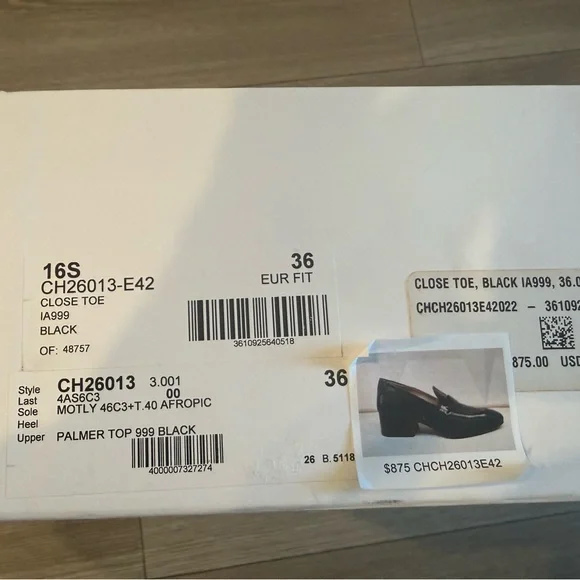 16S
36
CH26013-E42
EUR FIT
CLOSE TOE
IA999
BLACK
3610925640518
OF: 48757
CLOSE TOE, BLACK IA999, 36.0
CHCH26013E42022 – 361092
875.00 USD
Style CH26013 3.001 36
Last 4AS6C3 00
Sole MOTLY 46C3+T.40 AFROPIC
Heel
Upper PALMER TOP 999 BLACK
4000007327274
26 B. 5118
$875 CHCH26013E42